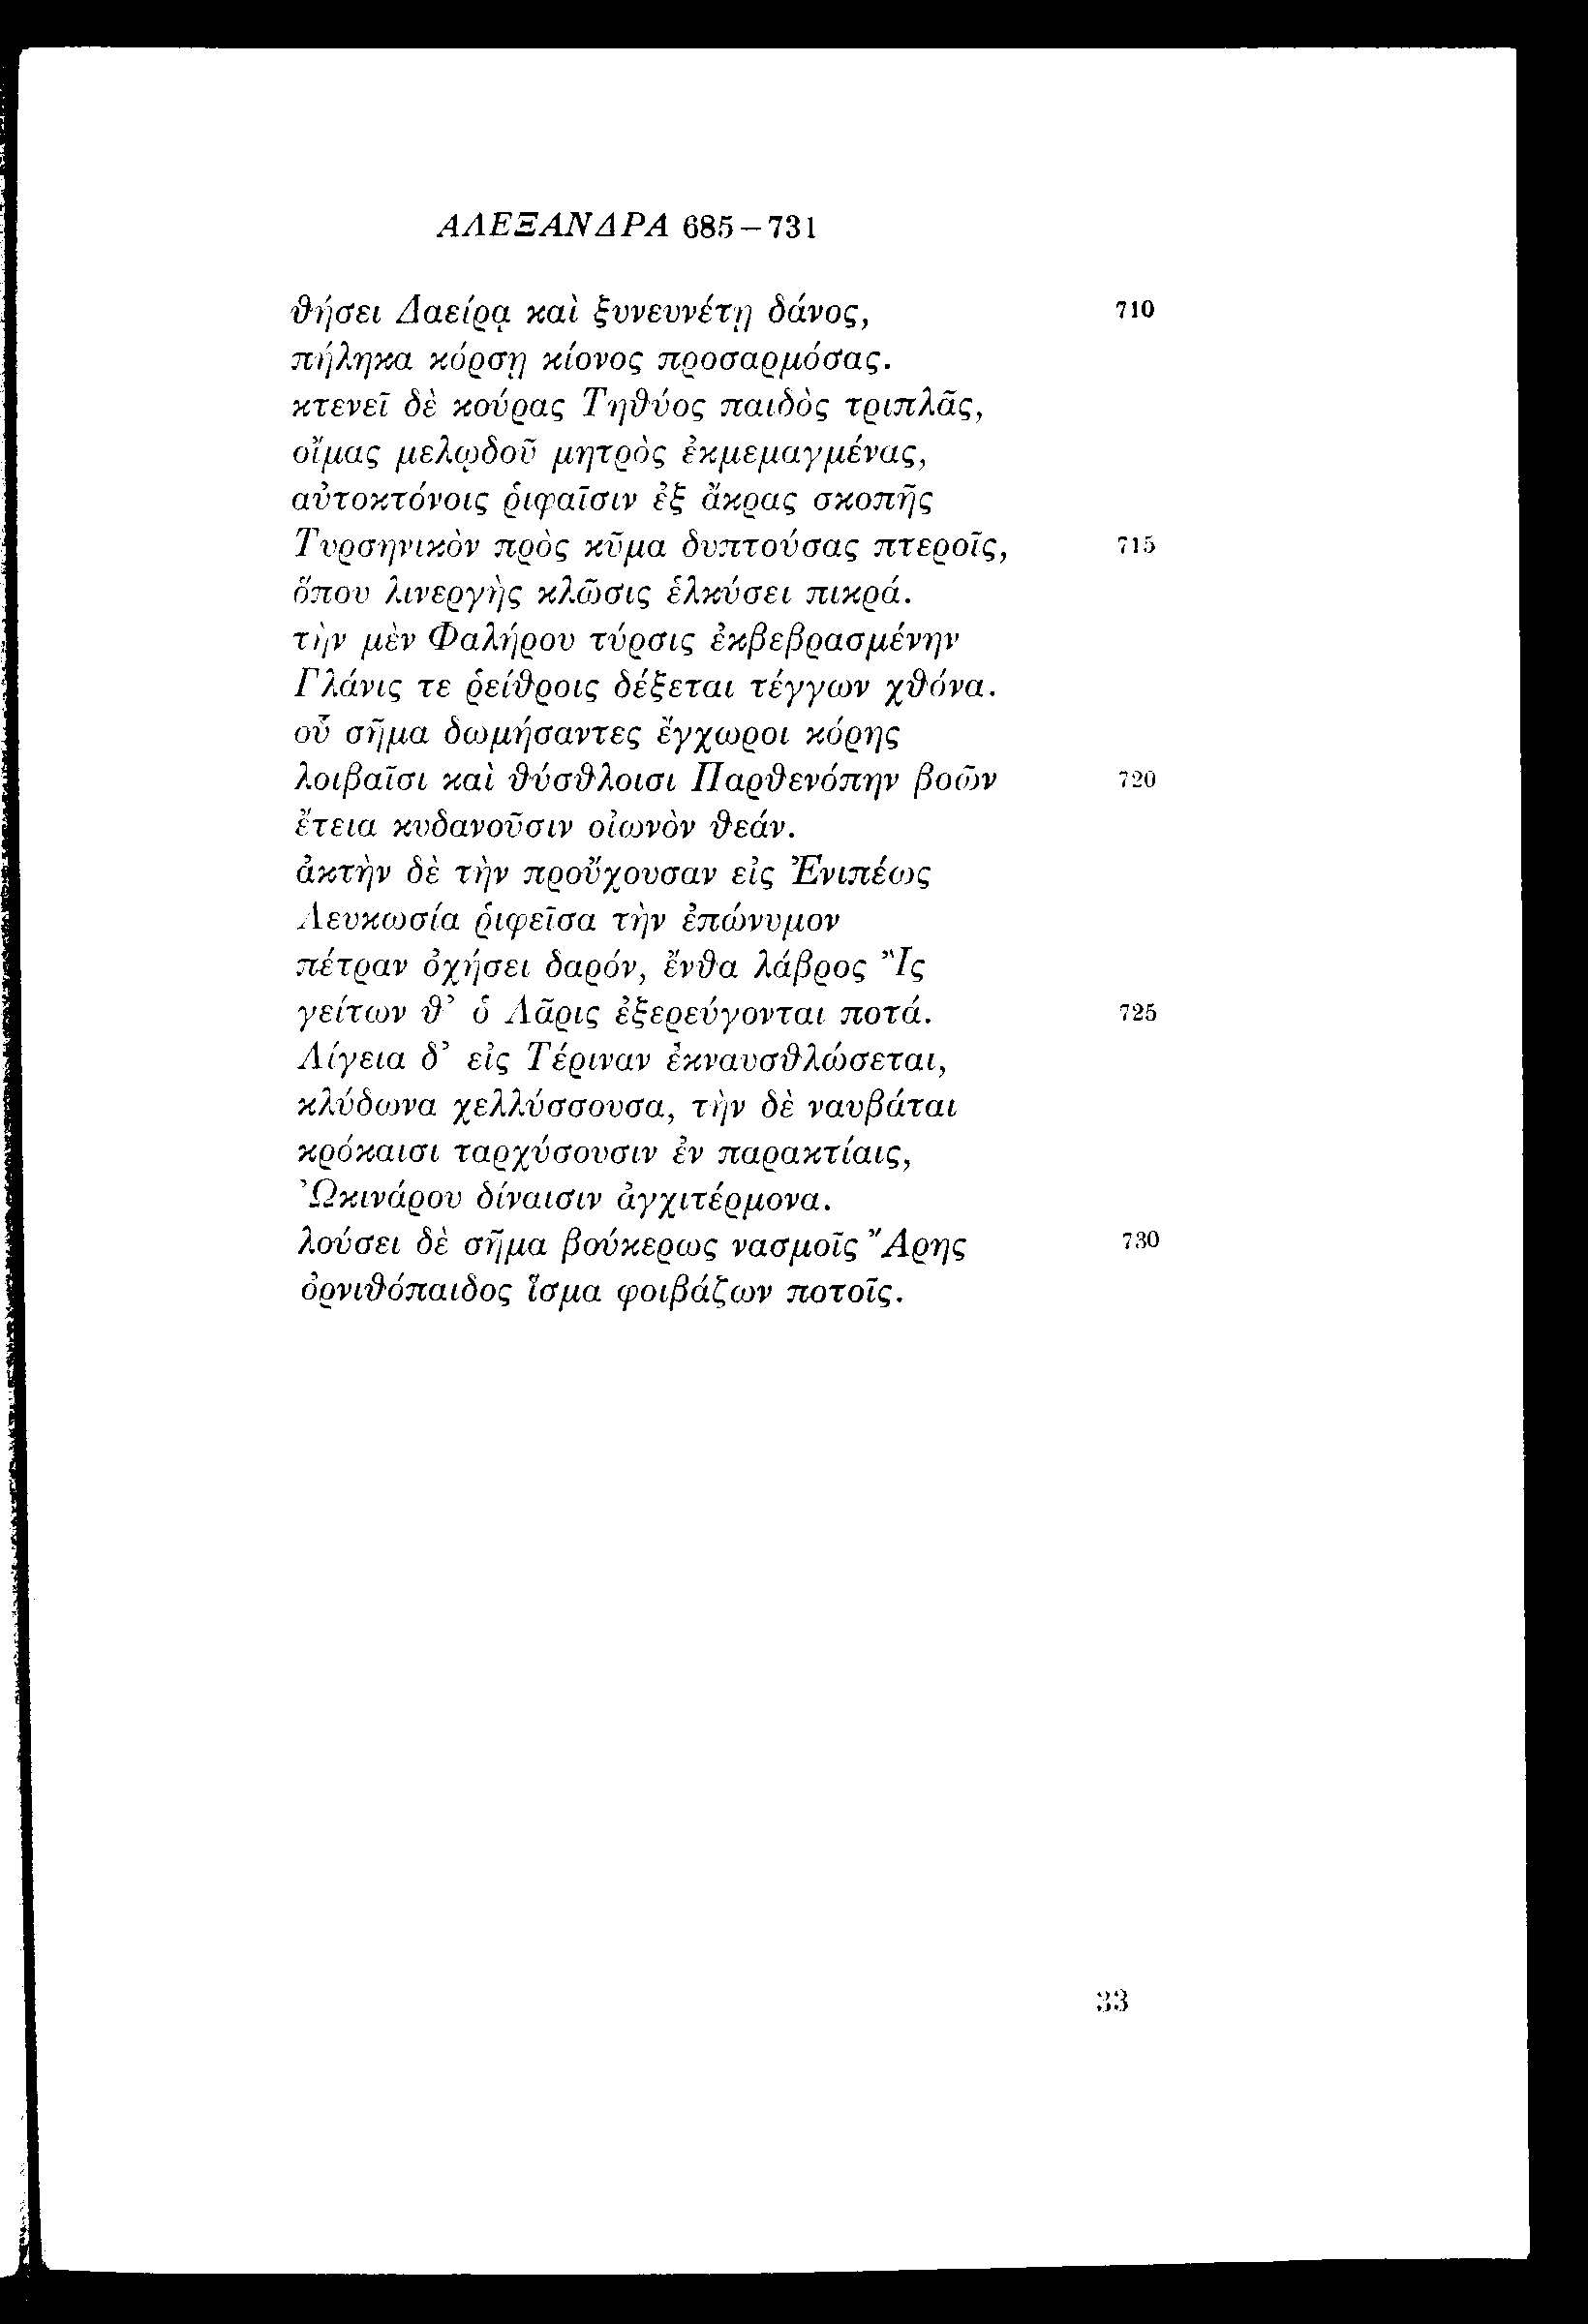 ΑΛΕΞΑΝΔΡΑ 685–731
θήσει Δαείρᾳ καὶ ξυνευνέτῃ δάνος, 710
πήληκα κόρσῃ κίονος προσαρμόσας.
κτενεῖ δὲ κούρας Τηθύος παιδὸς τριπλᾶς,
οἴμας μελῳδοῦ μητρὸς ἐκμεμαγμένας,
αὐτοκτόνοις ῥιφαῖσιν ἐξ ἄκρας σκοπῆς
Τυρσηνικὸν πρὸς κῦμα δυπτούσας πτεροῖς, 715
ὅπου λινεργὴς κλῶσις ἑλκύσει πικρά.
τὴν μὲν Φαλήρου τύρσις ἐκβεβρασμένην
Γλάνις τε ῥείθροις δέξεται τέγγων χθόνα.
οὗ σῆμα δωμήσαντες ἔγχωροι κόρης
λοιβαῖσι καὶ θύσθλοισι Παρθενόπην βοῶν 720
ἔτεια κυδανοῦσιν οἰωνὸν θεάν.
ἀκτὴν δὲ τὴν προὔχουσαν εἰς Ἐνιπέως
Λευκωσία ῥιφεῖσα τὴν ἐπώνυμον
πέτραν ὀχήσει δαρόν, ἔνθα λάβρος Ἴς
γείτων θ’ ὁ Λᾶρις ἐξερεύγονται ποτά. 725
Λίγεια δ’ εἰς Τέριναν ἐκναυσθλώσεται,
κλύδωνα χελλύσσουσα, τὴν δὲ ναυβάται
κρόκαισι ταρχύσουσιν ἐν παρακτίαις,
Ὠκινάρου δίναισιν ἀγχιτέρμονα.
λούσει δὲ σῆμα βούκερως νασμοῖς Ἄρης 730
ὀρνιθόπαιδος ἵσμα φοιβάζων ποτοῖς.
33